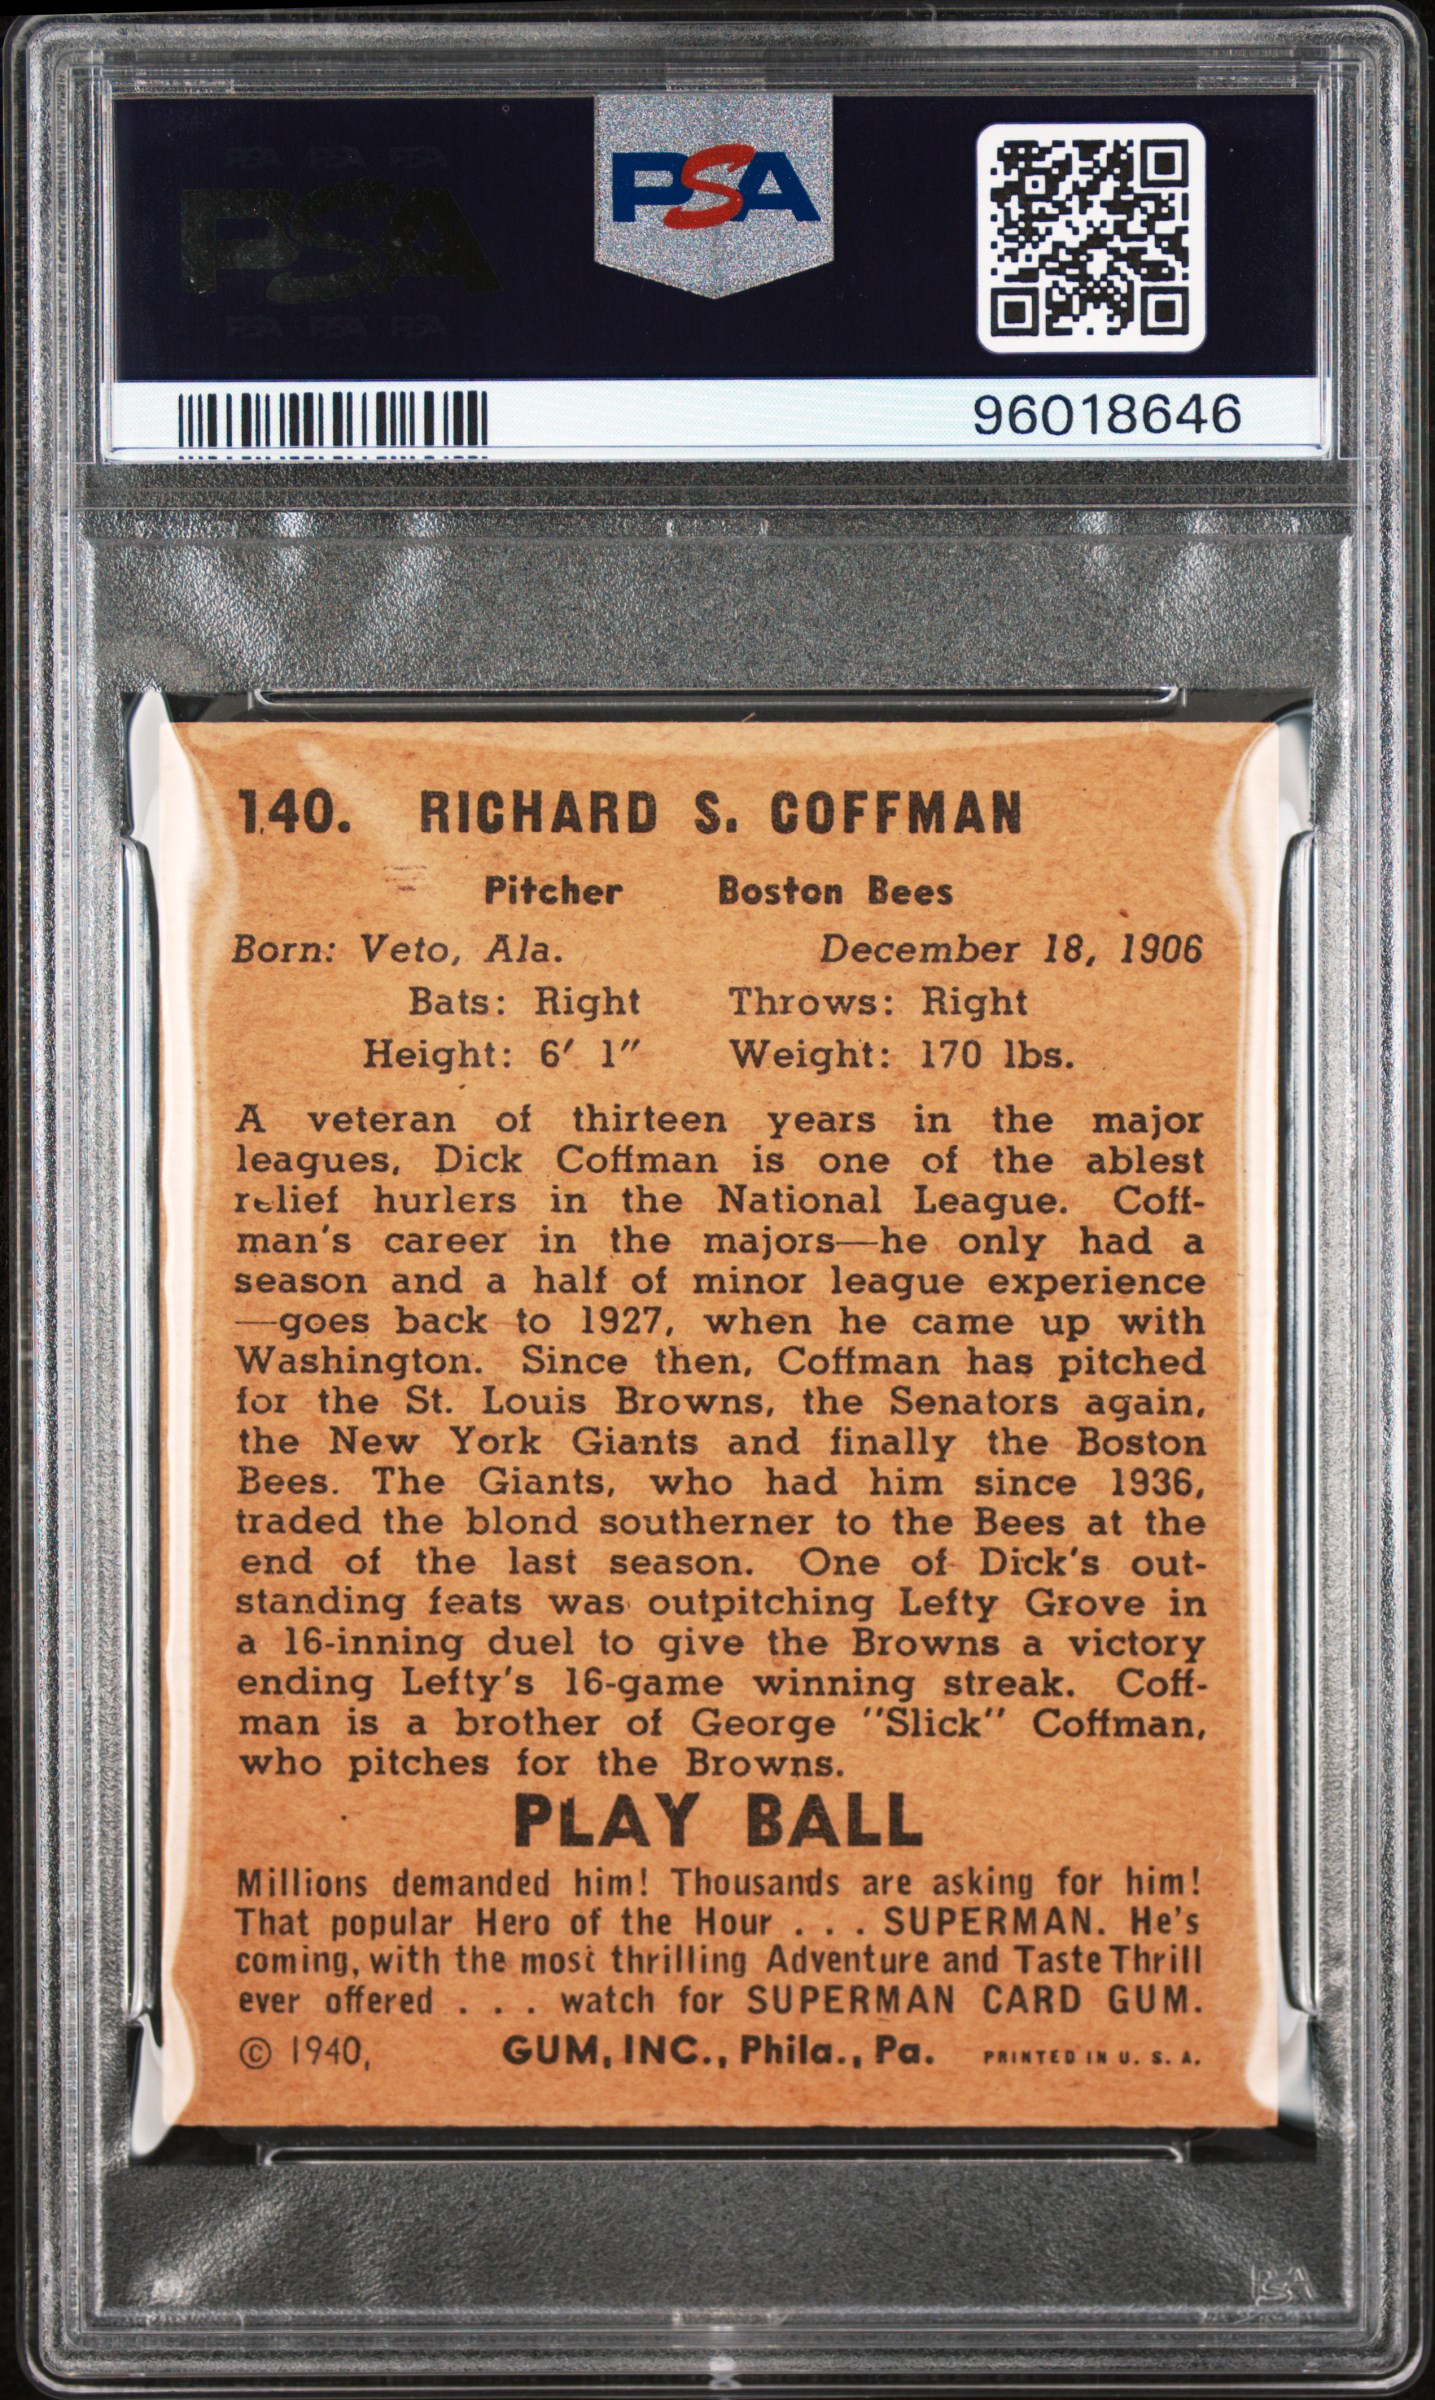 PSA
96018646
140. RICHARD S. COFFMAN
Pitcher Boston Bees
Born: Veto, Ala. December 18, 1906
Bats: Right Throws: Right
Height: 6' 1" Weight: 170 lbs.
A veteran of thirteen years in the major
leagues, Dick Coffman is one of the ablest
relief hurlers in the National League. Coff-
man's career in the majors—he only had a
season and a half of minor league experience
—goes back to 1927, when he came up with
Washington. Since then, Coffman has pitched
for the St. Louis Browns, the Senators again,
the New York Giants and finally the Boston
Bees. The Giants, who had him since 1936,
traded the blond southerner to the Bees at the
end of the last season. One of Dick's out-
standing feats was outpitching Lefty Grove in
a 16-inning duel to give the Browns a victory
ending Lefty's 16-game winning streak. Coff-
man is a brother of George "Slick" Coffman,
who pitches for the Browns.
PLAY BALL
Millions demanded him! Thousands are asking for him!
That popular Hero of the Hour . . . SUPERMAN. He's
coming, with the most thrilling Adventure and Taste Thrill
ever offered . . . watch for SUPERMAN CARD GUM.
© 1940, GUM, INC., Phila., Pa. PRINTED IN U. S. A.
PSA